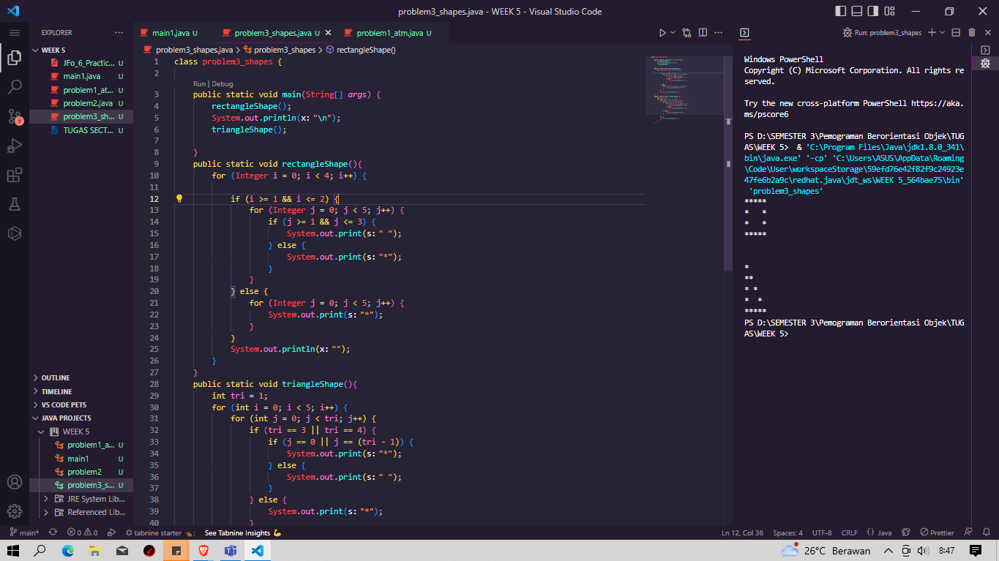 problem3_shapes.java - WEEK 5 - Visual Studio Code
EXPLORER
WEEK 5
JFo_6_Practic... U
main1.java U
problem1_at... U
problem2.java U
problem3_sh... U
TUGAS SECT... U
9
OUTLINE
TIMELINE
VS CODE PETS
JAVA PROJECTS
WEEK 5
problem1_a... U
main1 U
problem2 U
problem3_s... U
JRE System Lib...
Referenced Lib...
main1.java U problem3_shapes.java U problem1_atm.java U
problem3_shapes.java > problem3_shapes > rectangleShape()
1 class problem3_shapes {
2
Run | Debug
3 public static void main(String[] args) {
4 rectangleShape();
5 System.out.println(x: "\n");
6 triangleShape();
7
8 }
9 public static void rectangleShape(){
10 for (Integer i = 0; i < 4; i++) {
11
12 if (i >= 1 && i <= 2) {
13 for (Integer j = 0; j < 5; j++) {
14 if (j >= 1 && j <= 3) {
15 System.out.print(s: " ");
16 } else {
17 System.out.print(s: "*");
18 }
19 }
20 } else {
21 for (Integer j = 0; j < 5; j++) {
22 System.out.print(s: "*");
23 }
24 }
25 System.out.println(x: "");
26 }
27 }
28 public static void triangleShape(){
29 int tri = 1;
30 for (int i = 0; i < 5; i++) {
31 for (int j = 0; j < tri; j++) {
32 if (tri == 3 || tri == 4) {
33 if (j == 0 || j == (tri - 1)) {
34 System.out.print(s: "*");
35 } else {
36 System.out.print(s: " ");
37 }
38 } else {
39 System.out.print(s: "*");
40 }
Run: problem3_shapes
Windows PowerShell
Copyright (C) Microsoft Corporation. All rights re
served.
Try the new cross-platform PowerShell https://aka.
ms/pscore6
PS D:\SEMESTER 3\Pemograman Berorientasi Objek\TUG
AS\WEEK 5> & 'C:\Program Files\Java\jdk1.8.0_341\
bin\java.exe' '-cp' 'C:\Users\ASUS\AppData\Roaming
\Code\User\workspaceStorage\59efd76e42f82f9c24923e
47fe6b2a9c\redhat.java\jdt_ws\WEEK 5_564bae75\bin'
'problem3_shapes'
*****
*   *
*   *
*****
*
**
* *
*  *
*****
PS D:\SEMESTER 3\Pemograman Berorientasi Objek\TUG
AS\WEEK 5>
main* 0 0 tabnine starter See Tabnine Insights Ln 12, Col 36 Spaces: 4 UTF-8 CRLF {} Java Prettier
26°C Berawan 8:47